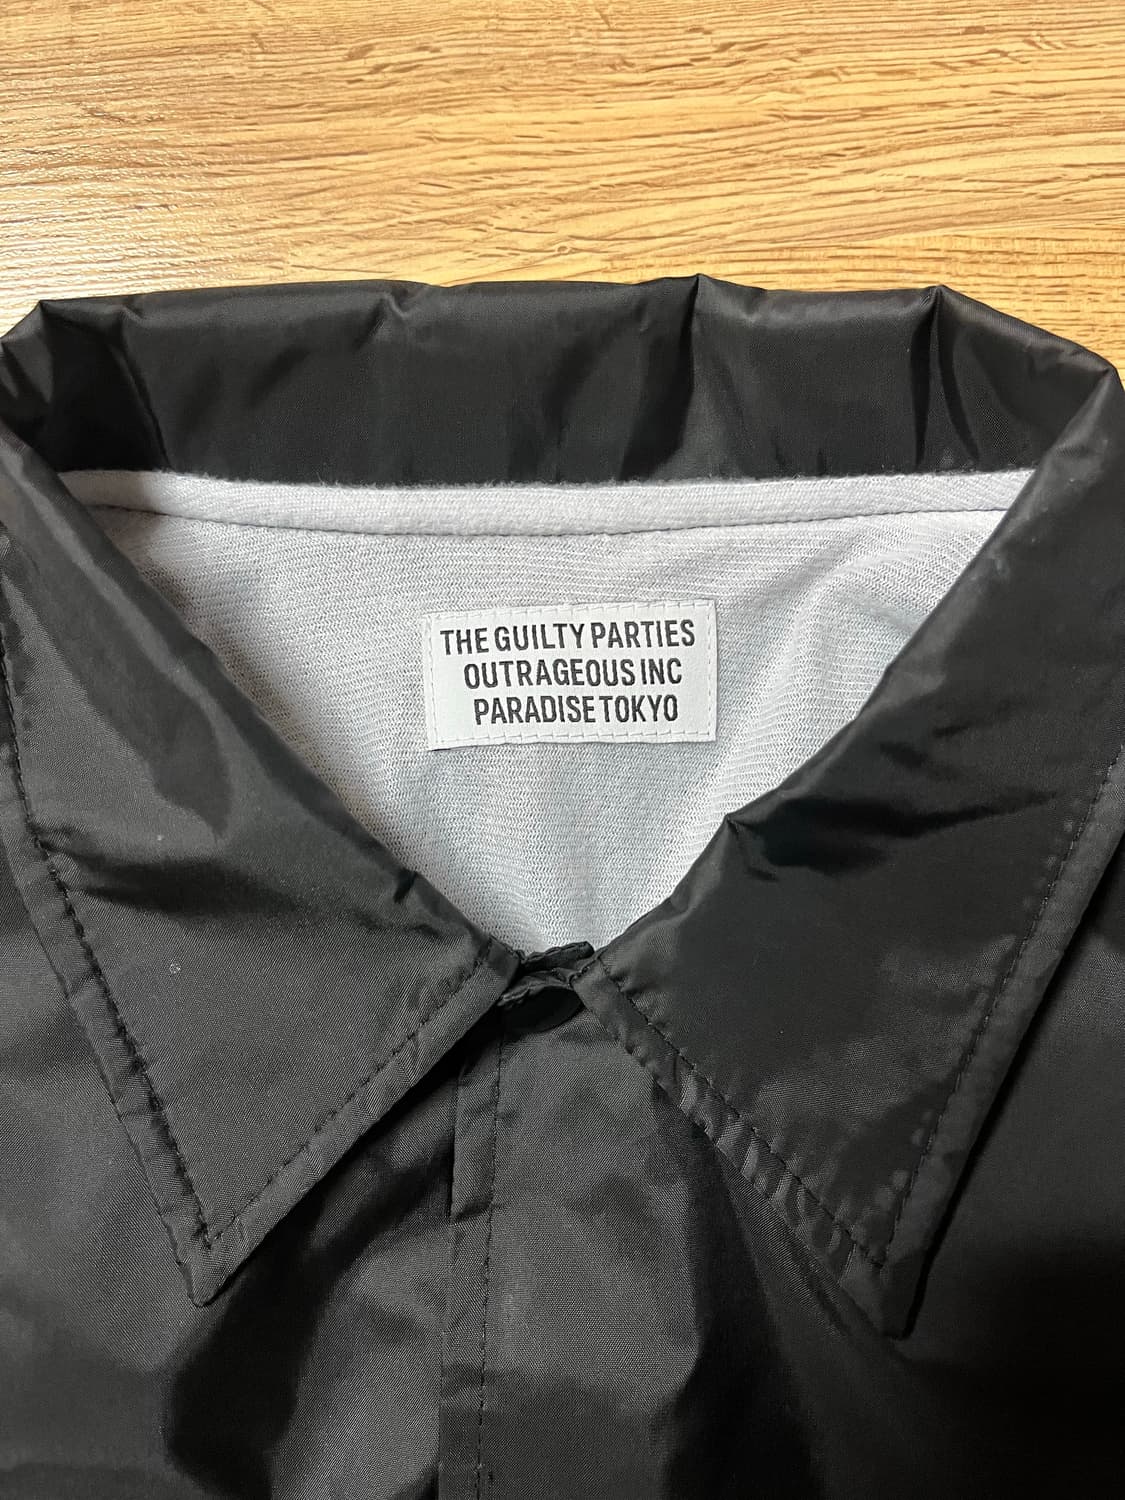 THE GUILTY PARTIES
OUTRAGEOUS INC
PARADISE TOKYO